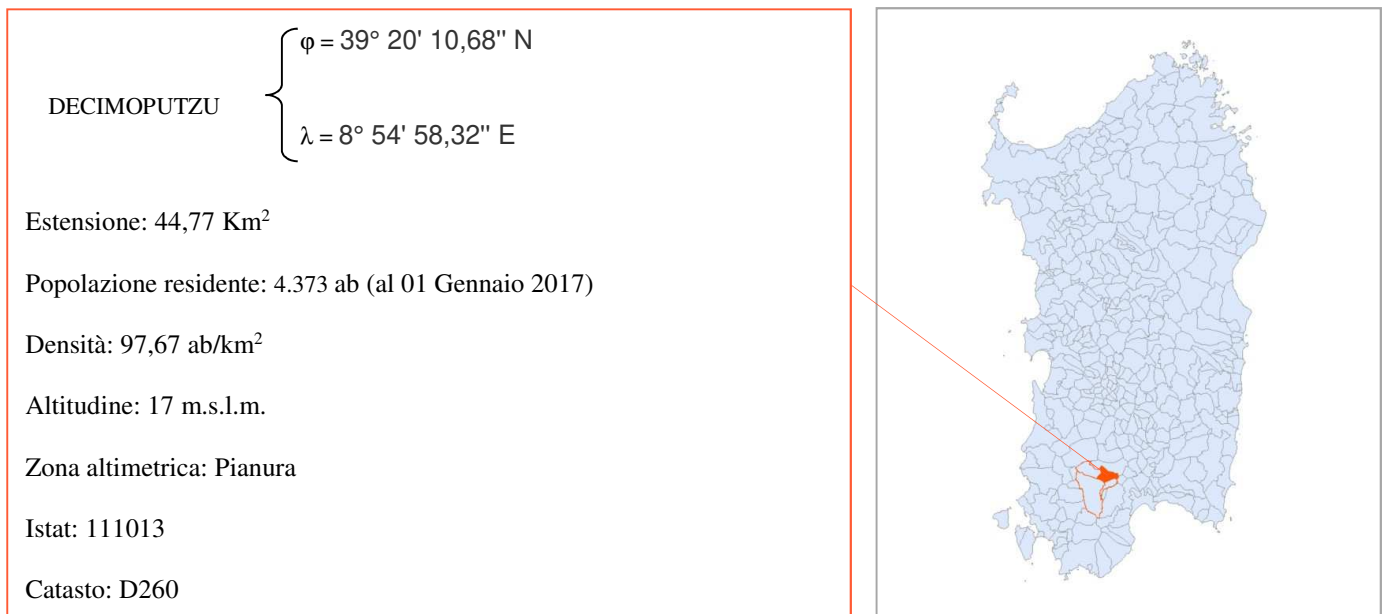 φ = 39° 20' 10,68'' N
DECIMOPUTZU
λ = 8° 54' 58,32'' E
Estensione: 44,77 Km²
Popolazione residente: 4.373 ab (al 01 Gennaio 2017)
Densità: 97,67 ab/km²
Altitudine: 17 m.s.l.m.
Zona altimetrica: Pianura
Istat: 111013
Catasto: D260